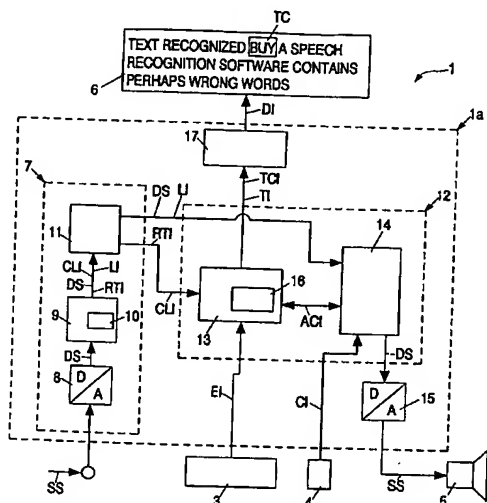 TC
TEXT RECOGNIZED BUY A SPEECH
RECOGNITION SOFTWARE CONTAINS
PERHAPS WRONG WORDS
6
1
DI
1a
17
7
DS
LI
TCI
TI
12
11
RTI
14
CLI
LI
DS
RTI
16
CLI
13
ACI
9
10
DS
DS
D
A
8
EI
CI
D
A
15
SS
3
4
SS
5